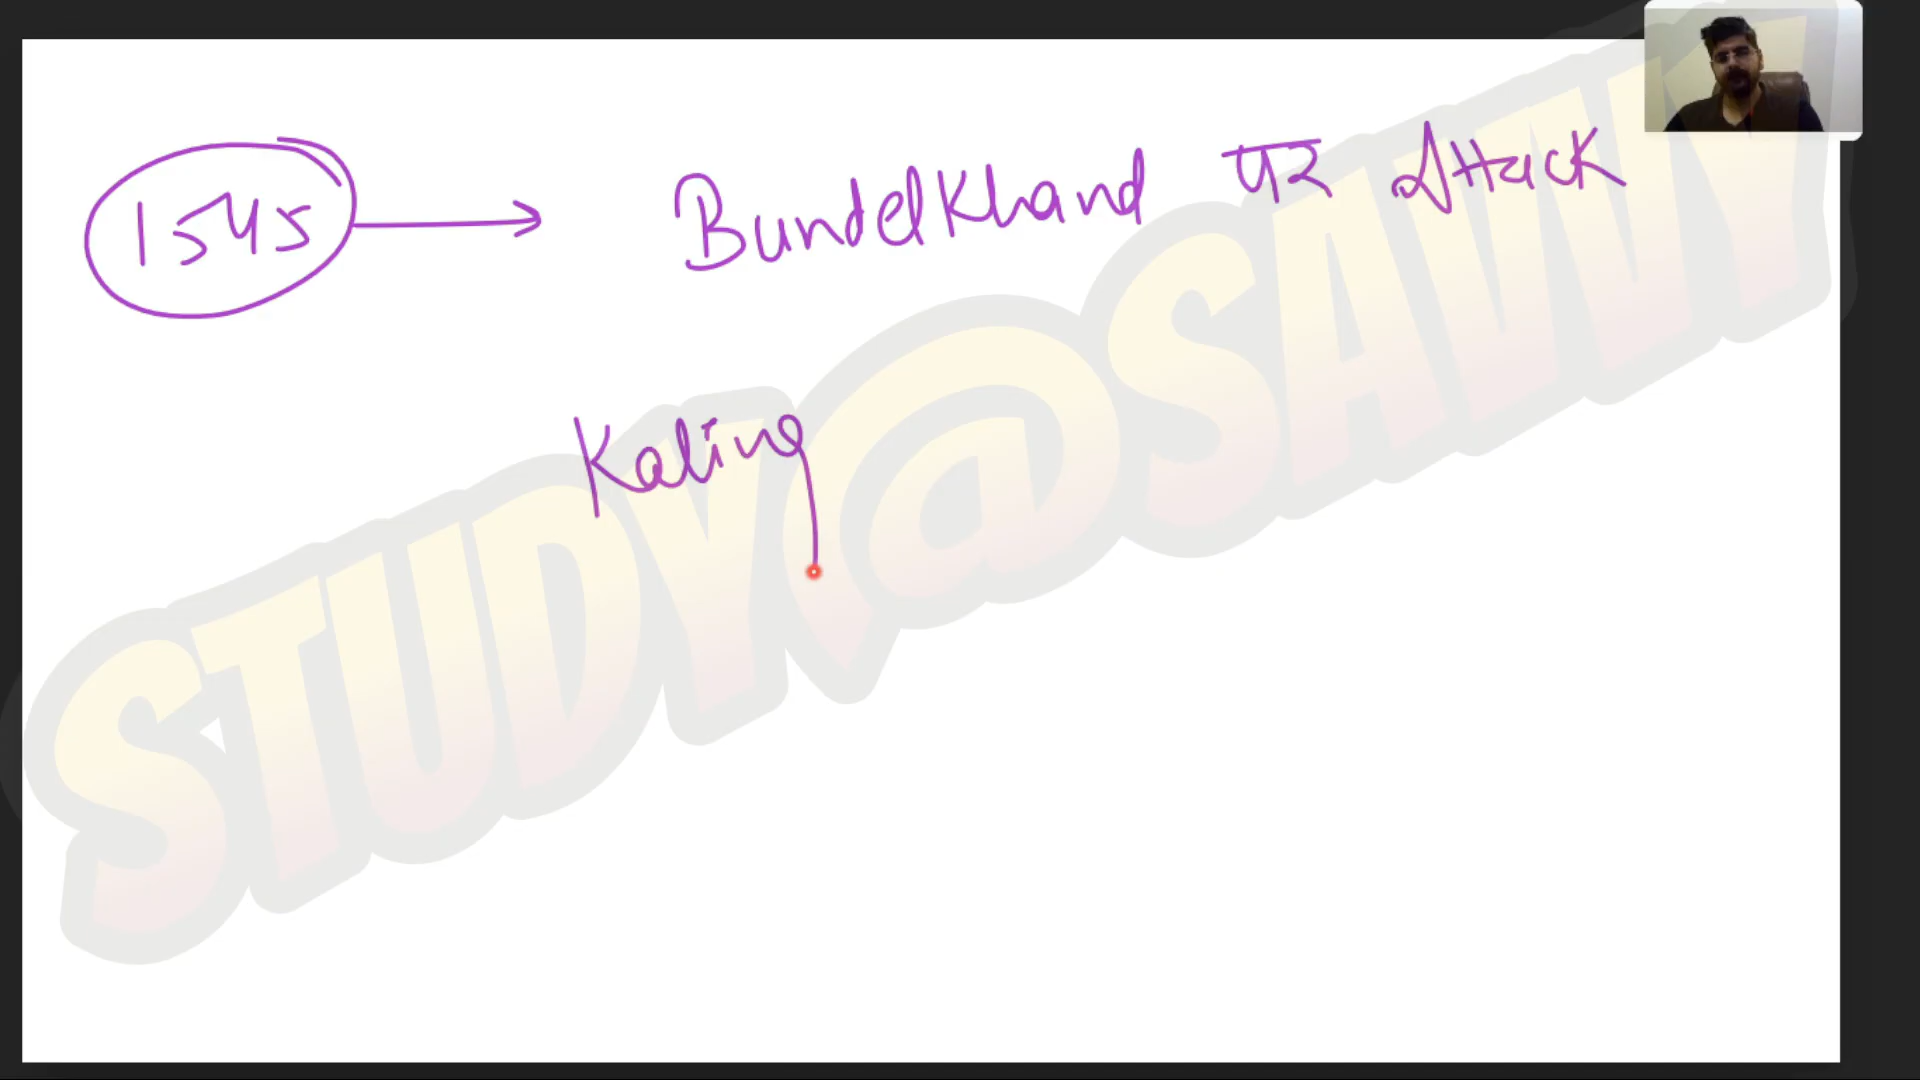 1545 → Bundelkhand पर Attack
Kaling
STUDY@SAVVY